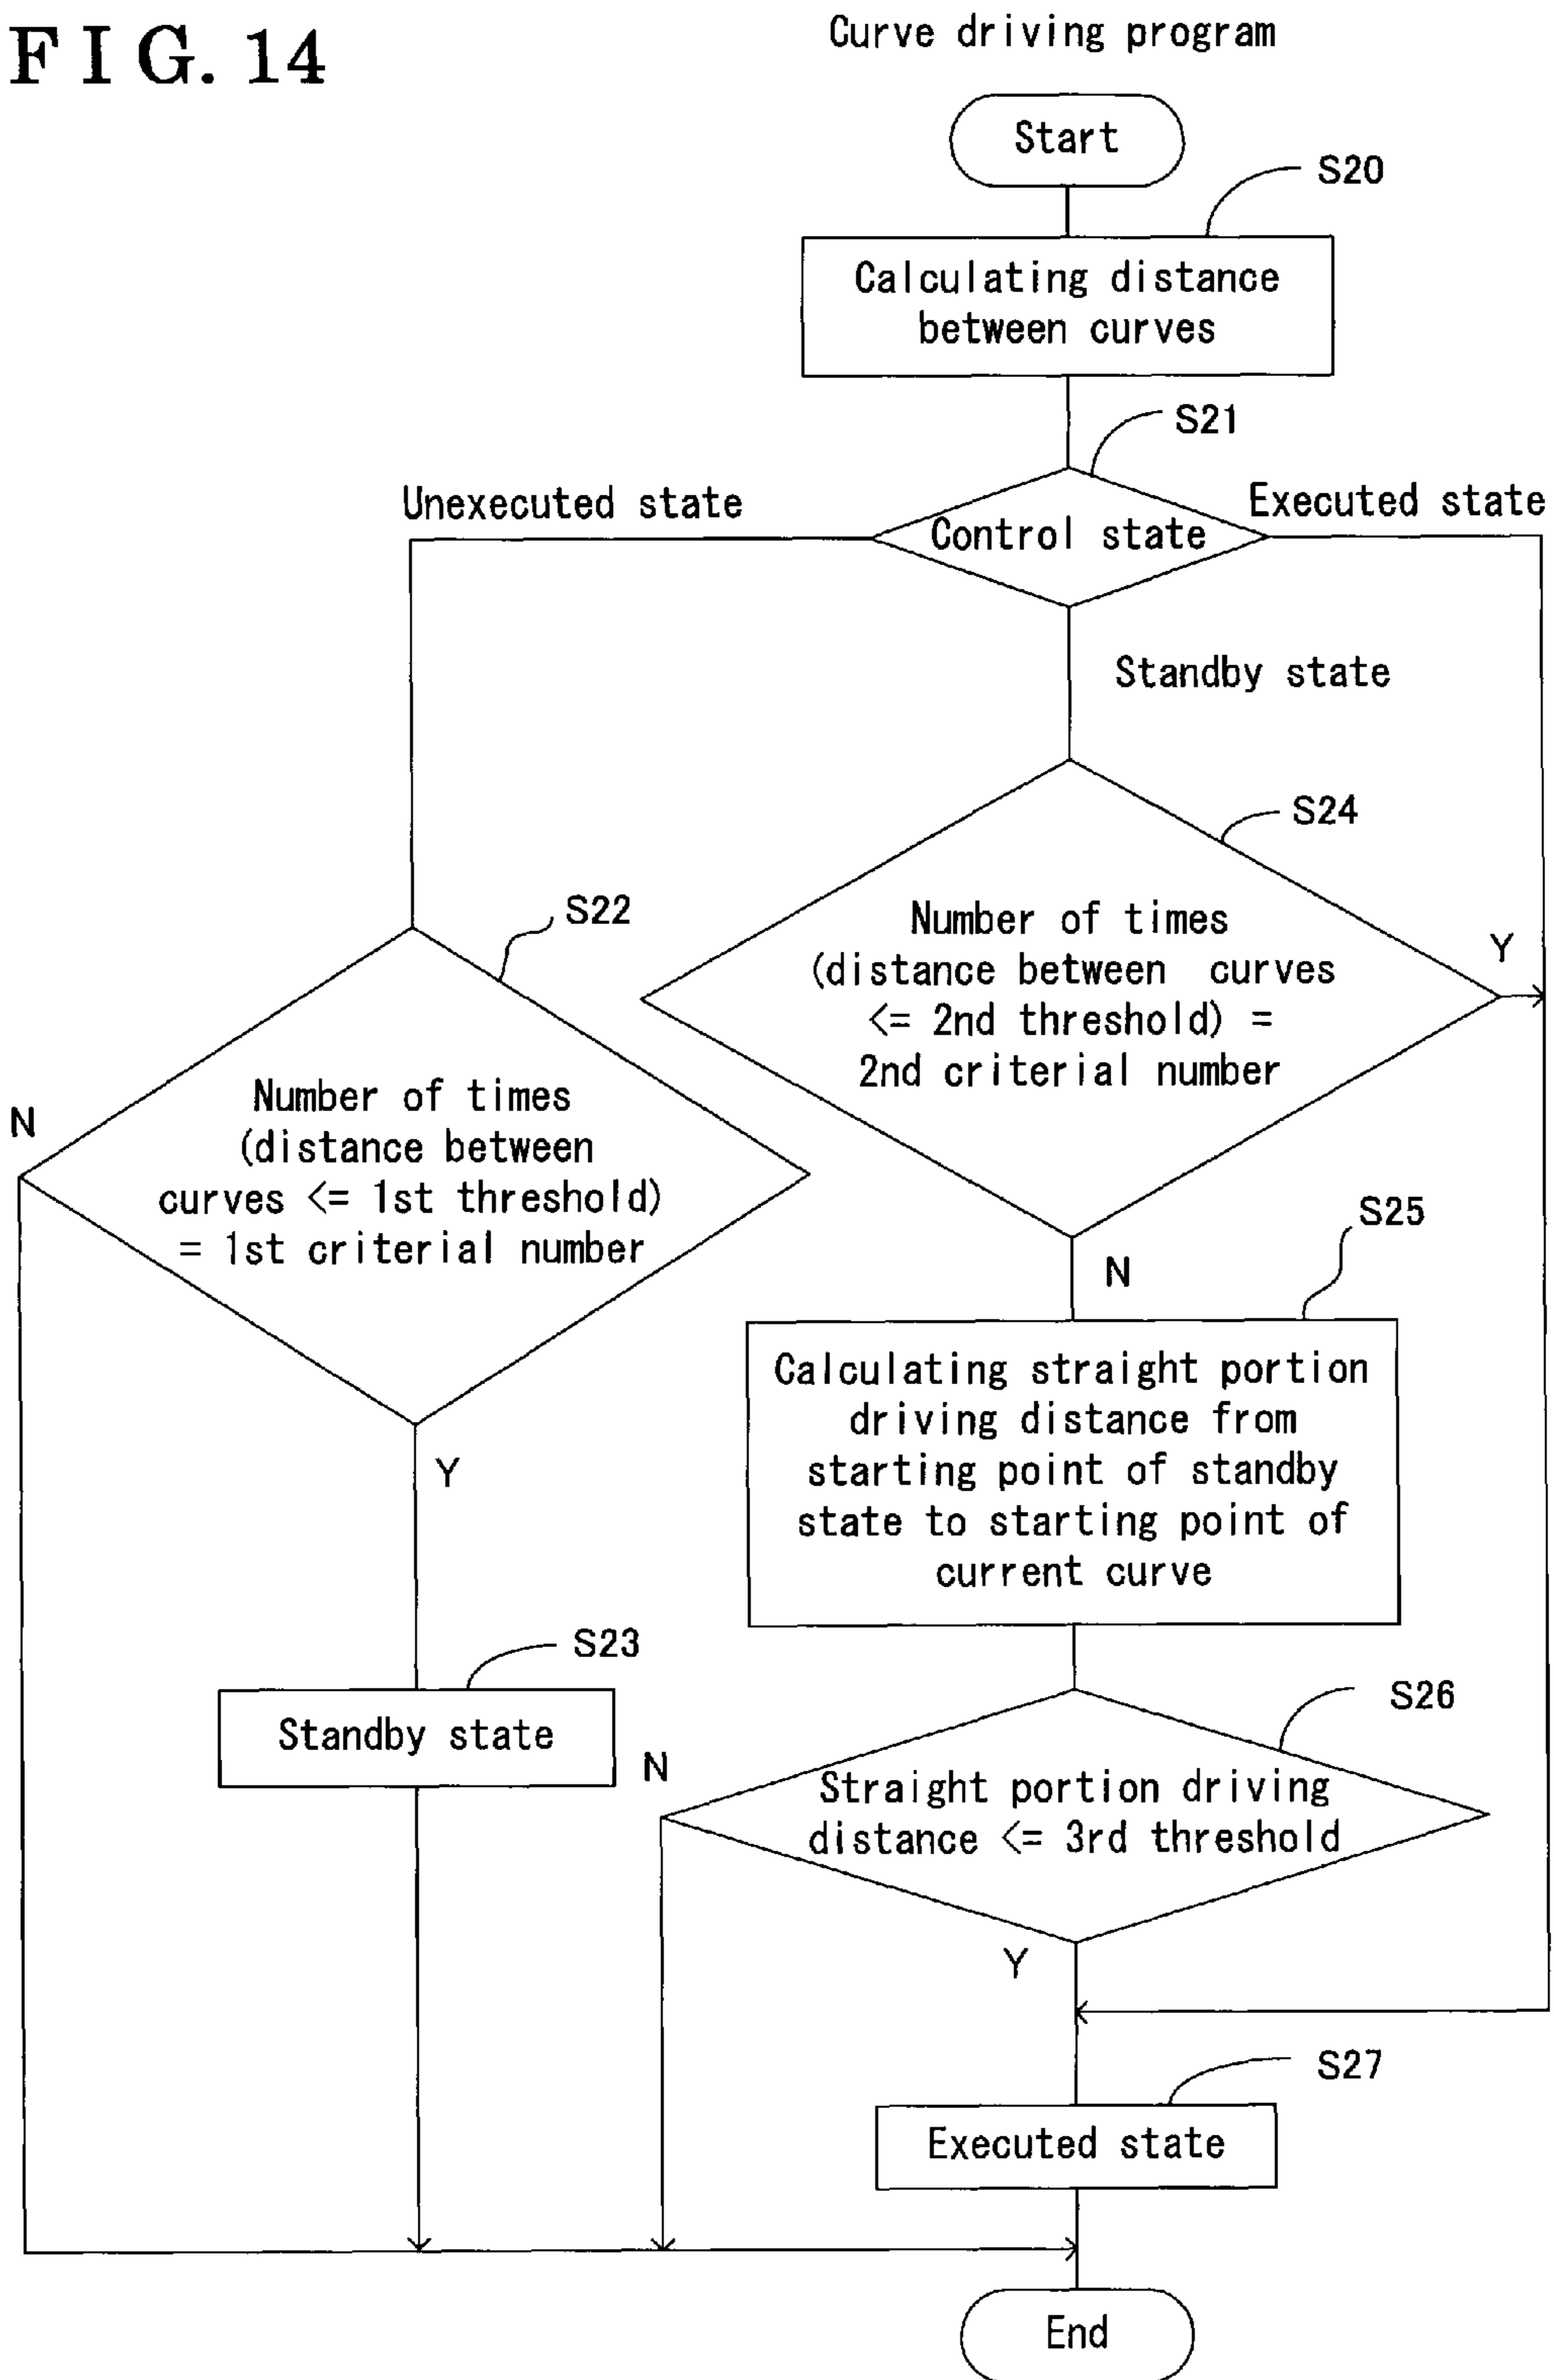 FIG. 14
Curve driving program
Start
S20
Calculating distance
between curves
S21
Unexecuted state
Control state
Executed state
Standby state
S24
Number of times
(distance between curves
<= 2nd threshold) =
2nd criterial number
Y
S22
Number of times
(distance between
curves <= 1st threshold)
= 1st criterial number
N
Y
N
S25
Calculating straight portion
driving distance from
starting point of standby
state to starting point of
current curve
S23
Standby state
S26
N
Straight portion driving
distance <= 3rd threshold
Y
S27
Executed state
End